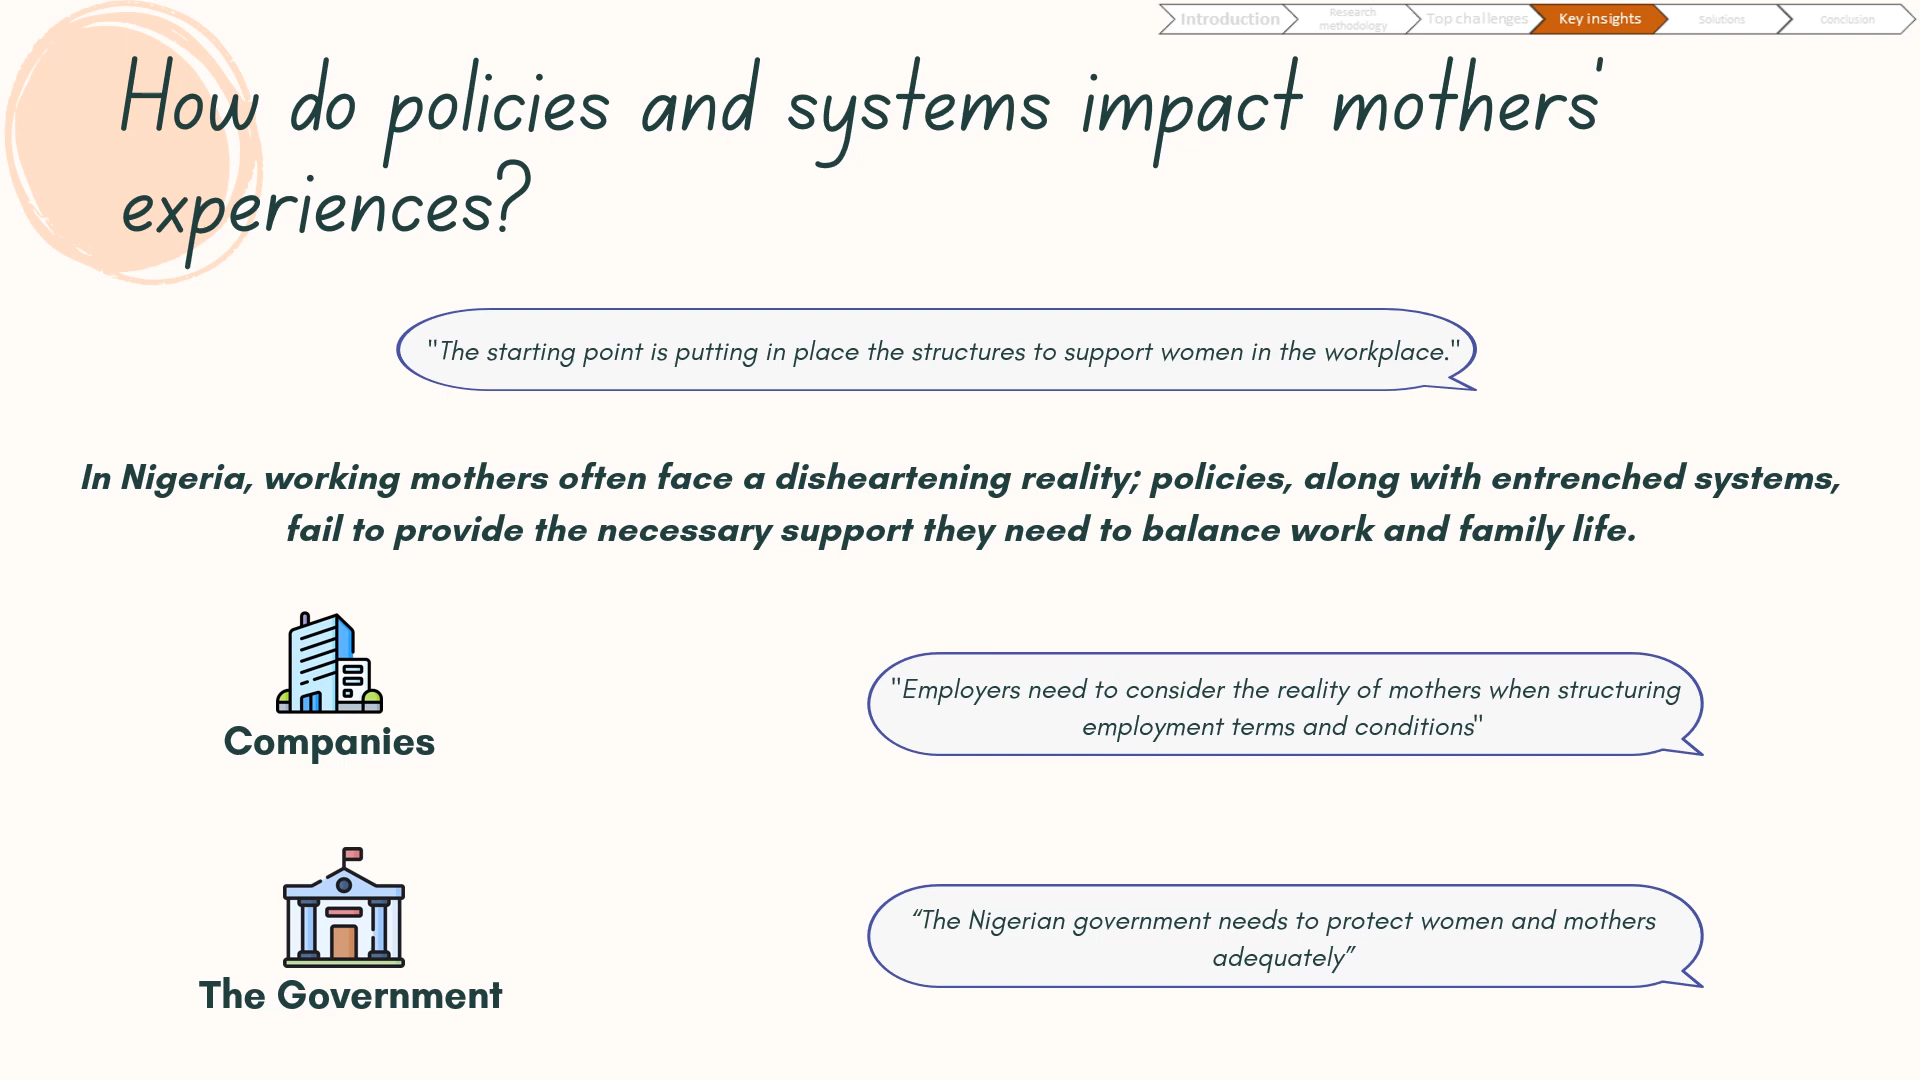 Introduction
Research
methodology
Top challenges
Key insights
Solutions
Conclusion
How do policies and systems impact mothers'
experiences?
"The starting point is putting in place the structures to support women in the workplace."
In Nigeria, working mothers often face a disheartening reality; policies, along with entrenched systems,
fail to provide the necessary support they need to balance work and family life.
Companies
"Employers need to consider the reality of mothers when structuring
employment terms and conditions"
The Government
“The Nigerian government needs to protect women and mothers
adequately”